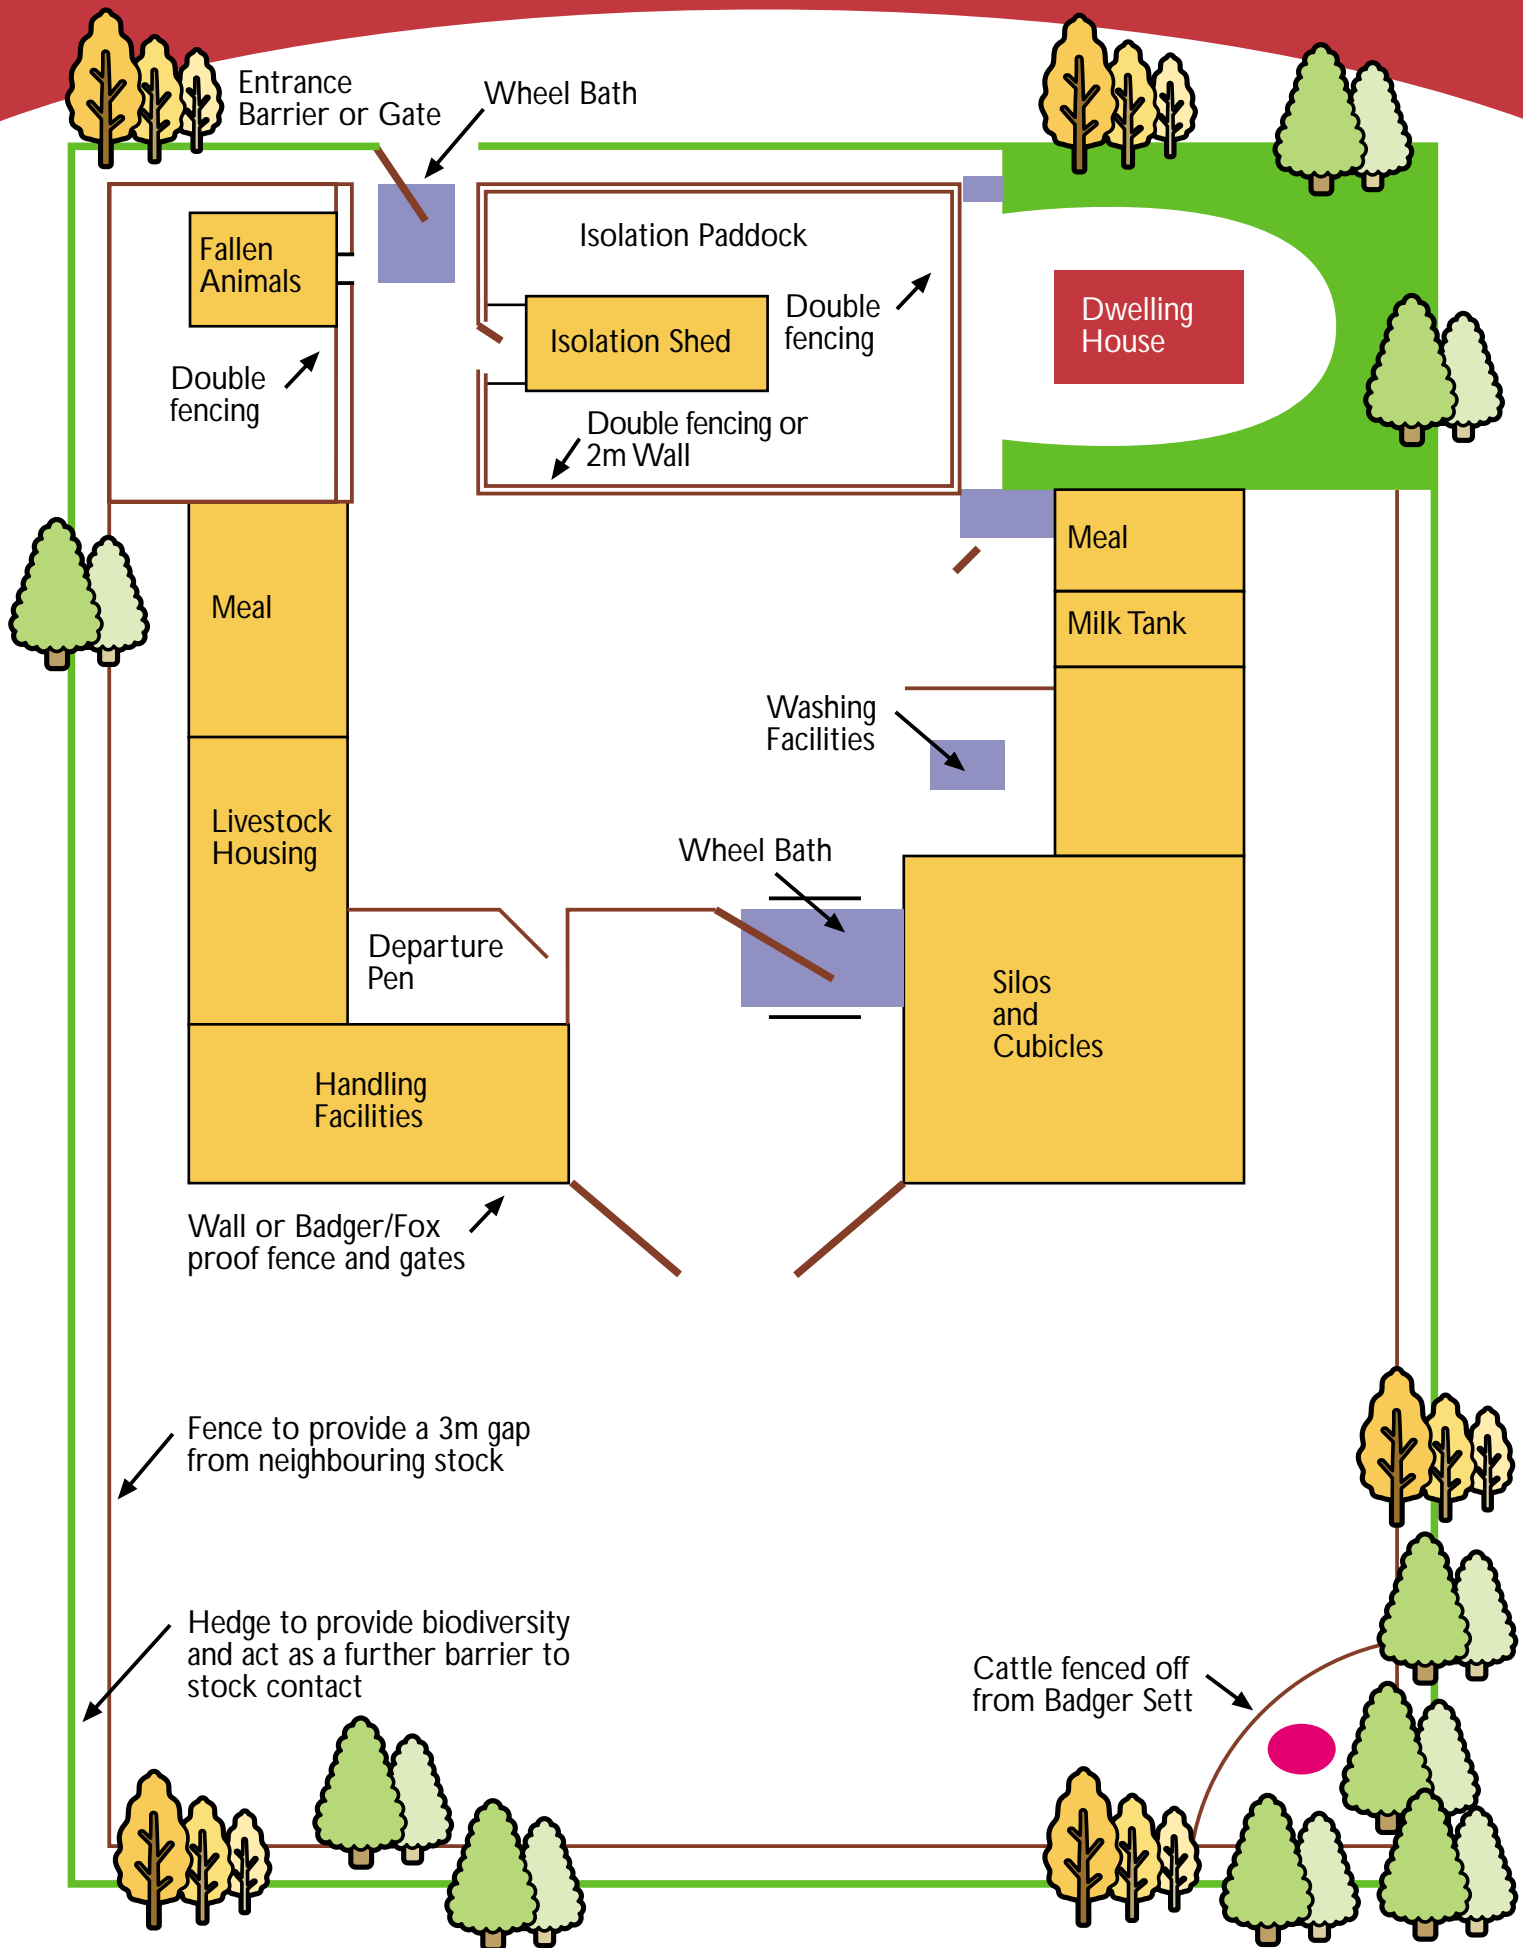 Entrance
Barrier or Gate
Wheel Bath
Fallen
Animals
Isolation Paddock
Double
fencing
Isolation Shed
Dwelling
House
Double
fencing
Double fencing or
2m Wall
Meal
Meal
Milk Tank
Washing
Facilities
Livestock
Housing
Wheel Bath
Departure
Pen
Silos
and
Cubicles
Handling
Facilities
Wall or Badger/Fox
proof fence and gates
Fence to provide a 3m gap
from neighbouring stock
Hedge to provide biodiversity
and act as a further barrier to
stock contact
Cattle fenced off
from Badger Sett